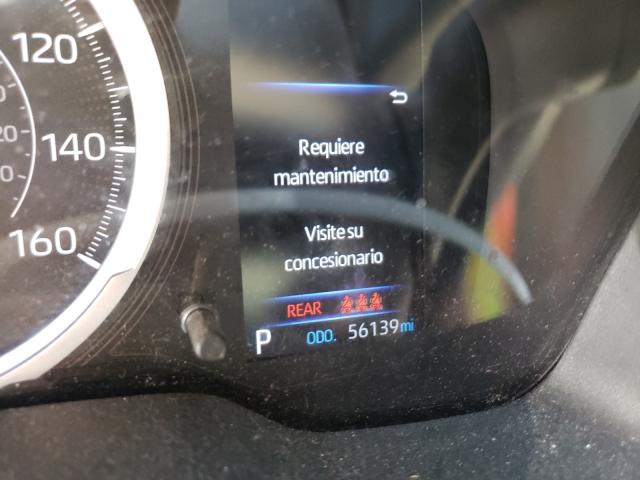 120
140
160
Requiere
mantenimiento
Visite su
concesionario
REAR
P ODO. 56139 mi